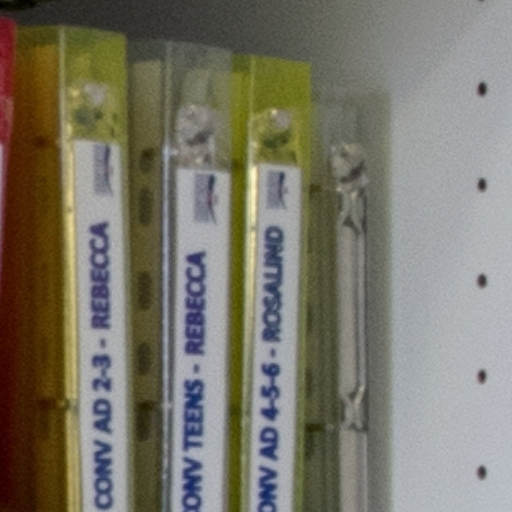 CONV AD 2-3 - REBECCA
CONV TEENS - REBECCA
CONV AD 4-5-6 - ROSALIND